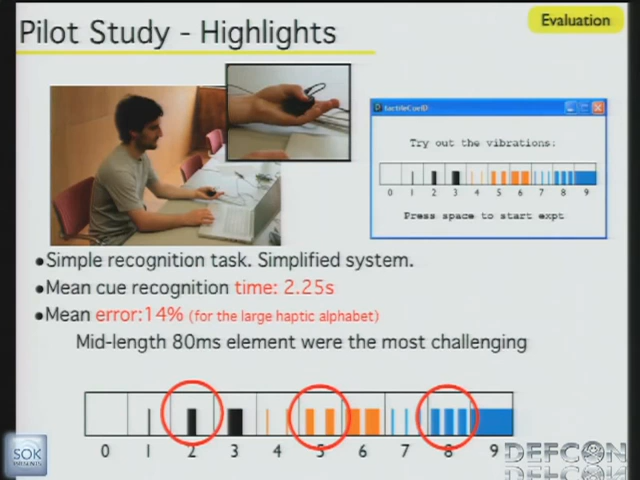 Pilot Study - Highlights
Evaluation
tactileCueID
Try out the vibrations:
0 1 2 3 4 5 6 7 8 9
Press space to start expt
•Simple recognition task. Simplified system.
•Mean cue recognition time: 2.25s
•Mean error:14% (for the large haptic alphabet)
Mid-length 80ms element were the most challenging
0 1 2 3 4 5 6 7 8 9
SOK
DEFCON